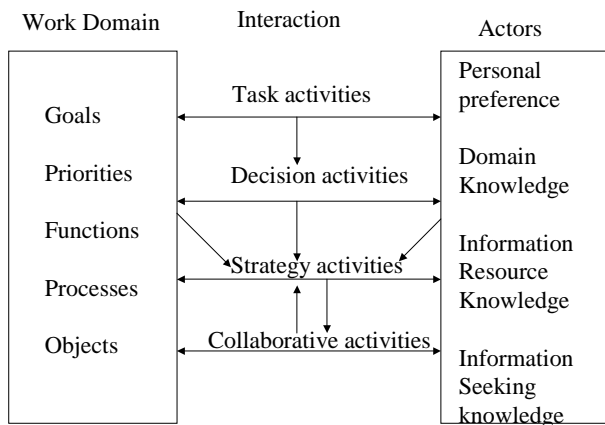 Work Domain
Interaction
Actors
Goals
Priorities
Functions
Processes
Objects
Task activities
Decision activities
Strategy activities
Collaborative activities
Personal
preference
Domain
Knowledge
Information
Resource
Knowledge
Information
Seeking
knowledge